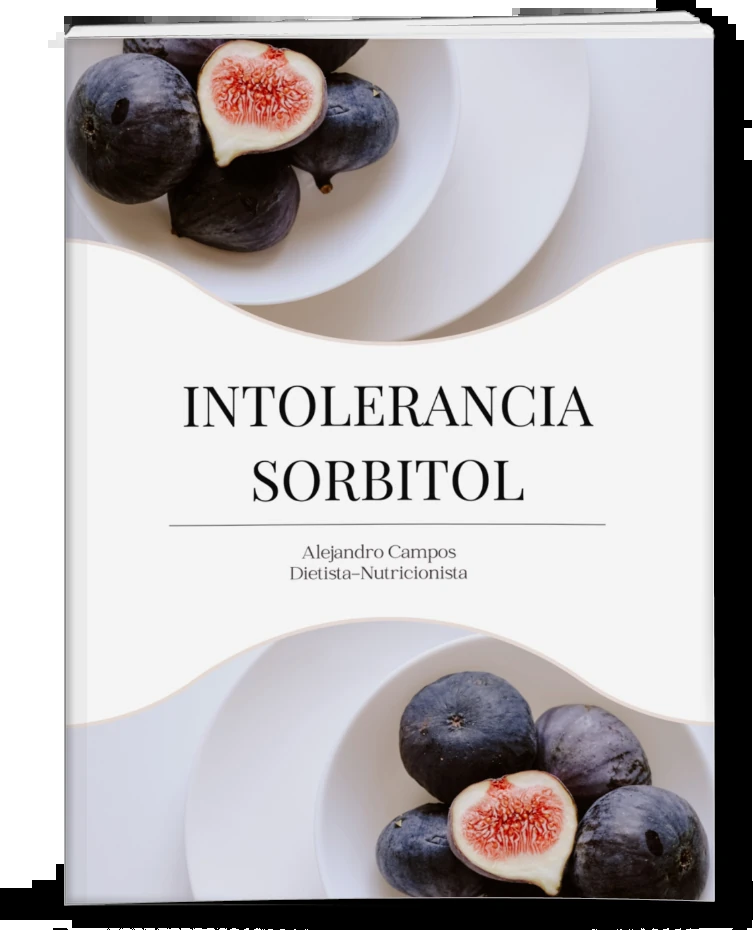 INTOLERANCIA
SORBITOL
Alejandro Campos
Dietista-Nutricionista